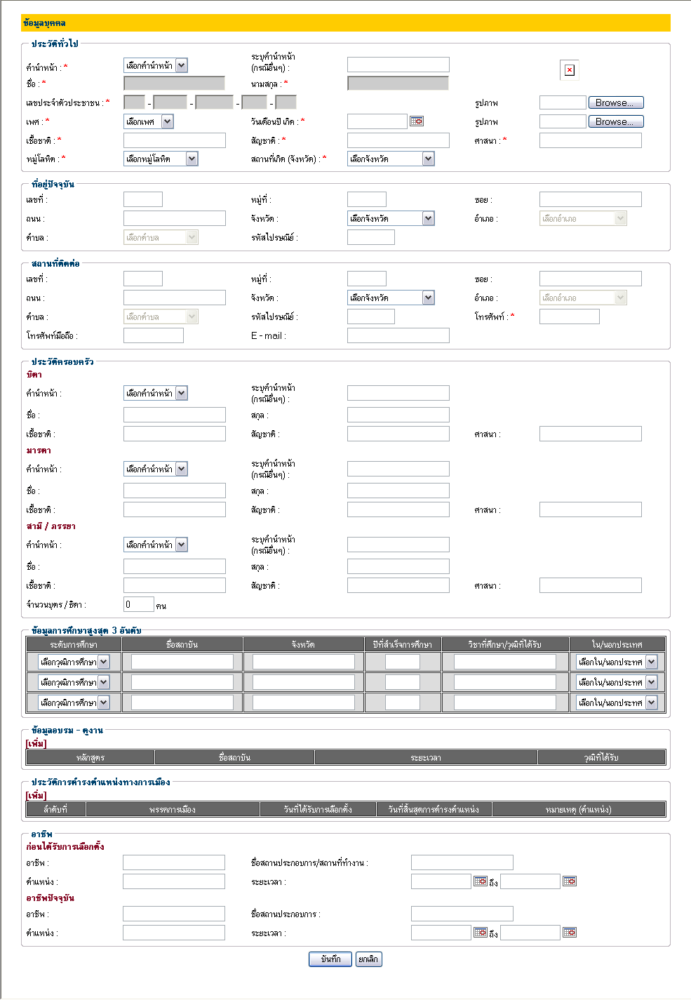 ข้อมูลบุคคล
ประวัติทั่วไป
คำนำหน้า : * เลือกคำนำหน้า ระบุคำนำหน้า (กรณีอื่นๆ) :
ชื่อ : * นามสกุล : *
เลขประจำตัวประชาชน : * - - - - รูปภาพ Browse...
เพศ : * เลือกเพศ วันเดือนปี เกิด : * รูปภาพ Browse...
เชื้อชาติ : * สัญชาติ : * ศาสนา : *
หมู่โลหิต : * เลือกหมู่โลหิต สถานที่เกิด (จังหวัด) : * เลือกจังหวัด
ที่อยู่ปัจจุบัน
เลขที่ : หมู่ที่ : ซอย :
ถนน : จังหวัด : เลือกจังหวัด อำเภอ : เลือกอำเภอ
ตำบล : เลือกตำบล รหัสไปรษณีย์ :
สถานที่ติดต่อ
เลขที่ : หมู่ที่ : ซอย :
ถนน : จังหวัด : เลือกจังหวัด อำเภอ : เลือกอำเภอ
ตำบล : เลือกตำบล รหัสไปรษณีย์ : โทรศัพท์ : *
โทรศัพท์มือถือ : E - mail :
ประวัติครอบครัว
บิดา
คำนำหน้า : เลือกคำนำหน้า ระบุคำนำหน้า (กรณีอื่นๆ) :
ชื่อ : สกุล :
เชื้อชาติ : สัญชาติ : ศาสนา :
มารดา
คำนำหน้า : เลือกคำนำหน้า ระบุคำนำหน้า (กรณีอื่นๆ) :
ชื่อ : สกุล :
เชื้อชาติ : สัญชาติ : ศาสนา :
สามี / ภรรยา
คำนำหน้า : เลือกคำนำหน้า ระบุคำนำหน้า (กรณีอื่นๆ) :
ชื่อ : สกุล :
เชื้อชาติ : สัญชาติ : ศาสนา :
จำนวนบุตร / ธิดา : 0 คน
ข้อมูลการศึกษาสูงสุด 3 อันดับ
ระดับการศึกษา ชื่อสถาบัน จังหวัด ปีที่สำเร็จการศึกษา วิชาที่ศึกษา/วุฒิที่ได้รับ ใน/นอกประเทศ
เลือกวุฒิการศึกษา เลือกใน/นอกประทศ
เลือกวุฒิการศึกษา เลือกใน/นอกประทศ
เลือกวุฒิการศึกษา เลือกใน/นอกประทศ
ข้อมูลอบรม - ดูงาน
[เพิ่ม]
หลักสูตร ชื่อสถาบัน ระยะเวลา วุฒิที่ได้รับ
ประวัติการดำรงตำแหน่งทางการเมือง
[เพิ่ม]
ลำดับที่ พรรคการเมือง วันที่ได้รับการเลือกตั้ง วันที่สิ้นสุดการดำรงตำแหน่ง หมายเหตุ (ตำแหน่ง)
อาชีพ
ก่อนได้รับการเลือกตั้ง
อาชีพ : ชื่อสถานประกอบการ/สถานที่ทำงาน :
ตำแหน่ง : ระยะเวลา : ถึง
อาชีพปัจจุบัน
อาชีพ : ชื่อสถานประกอบการ :
ตำแหน่ง : ระยะเวลา : ถึง
บันทึก ยกเลิก